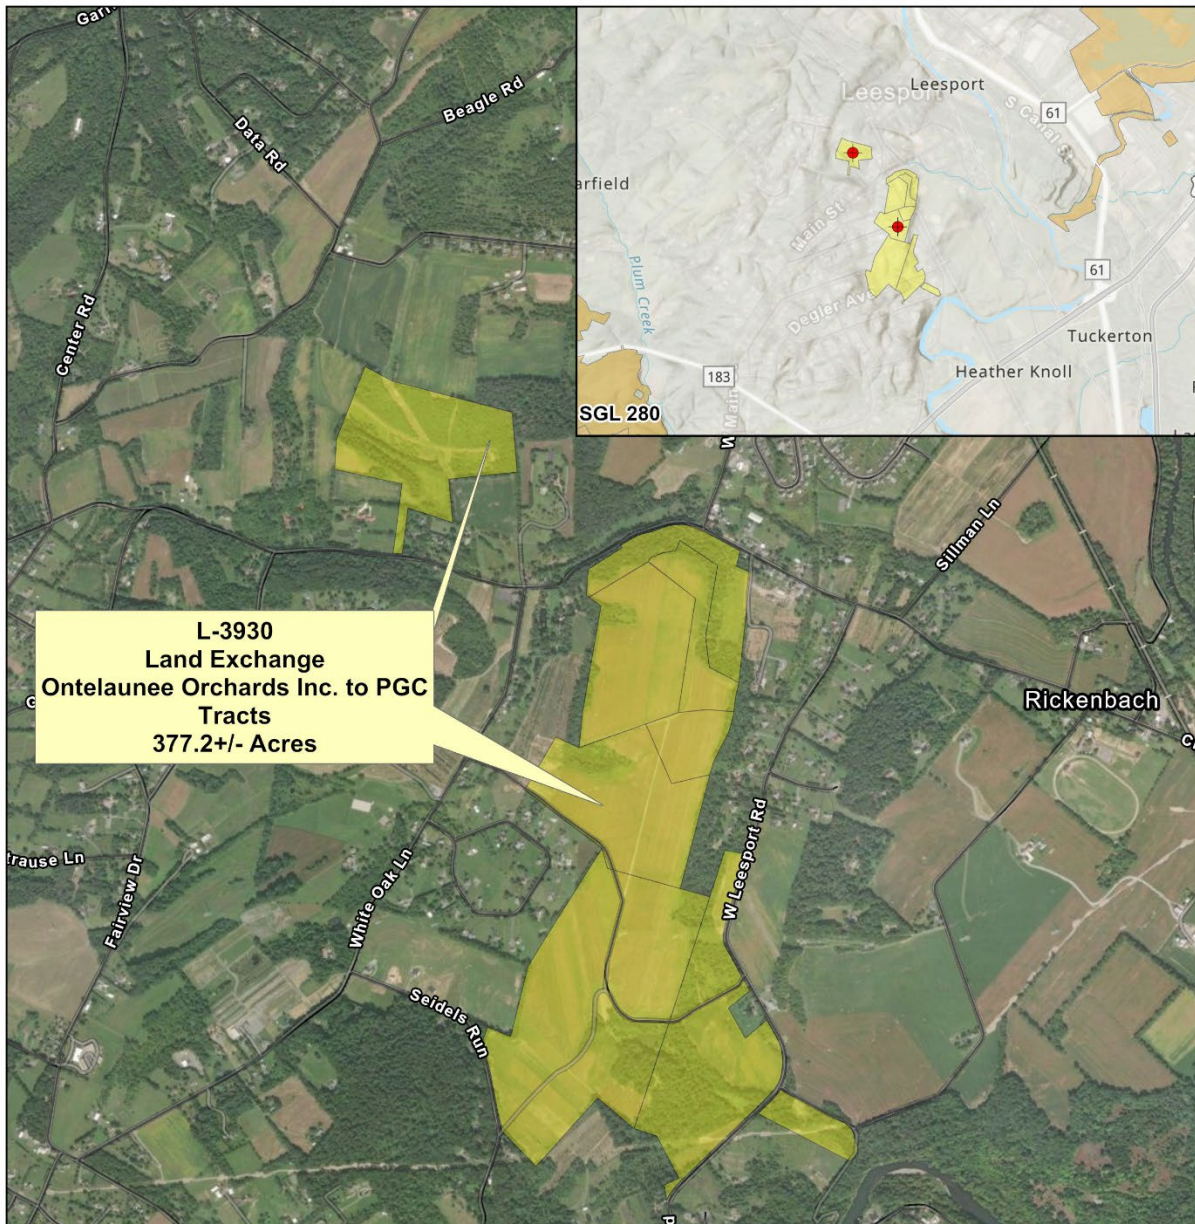 Beagle Rd
Data Rd
Center Rd
Leesport
Leesport
S Canal St
61
arfield
Main St
Plum Creek
61
Degler Ave
Tuckerton
183
Heather Knoll
W Main
SGL 280
Sillman Ln
L-3930
Land Exchange
Ontelaunee Orchards Inc. to PGC
Tracts
377.2+/- Acres
Rickenbach
W Leesport Rd
trause Ln
Fairview Dr
White Oak Ln
Seidels Run